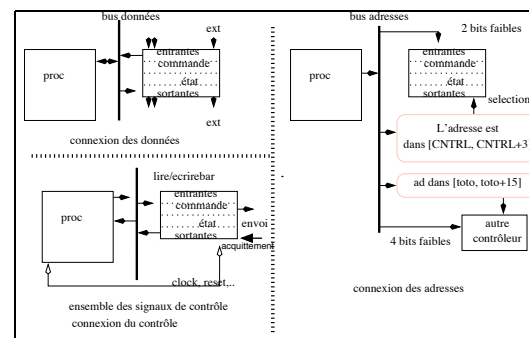 bus données
ext
proc
entrantes
commande
état
sortantes
ext
connexion des données
lire/ecrirebar
proc
entrantes
commande
état
sortantes
envoi
acquittement
clock, reset,..
ensemble des signaux de contrôle
connexion du contrôle
bus adresses
2 bits faibles
proc
entrantes
commande
état
sortantes
selection
L'adresse est
dans [CNTRL, CNTRL+3
ad dans [toto, toto+15]
autre
contrôleur
4 bits faibles
connexion des adresses